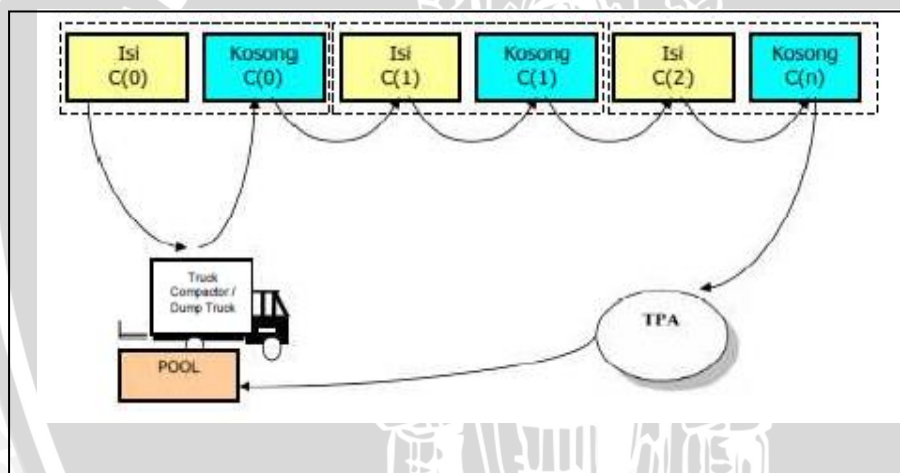 Isi
C(0)
Kosong
C(0)
Isi
C(1)
Kosong
C(1)
Isi
C(2)
Kosong
C(n)
Truck
Compactor /
Dump Truck
POOL
TPA